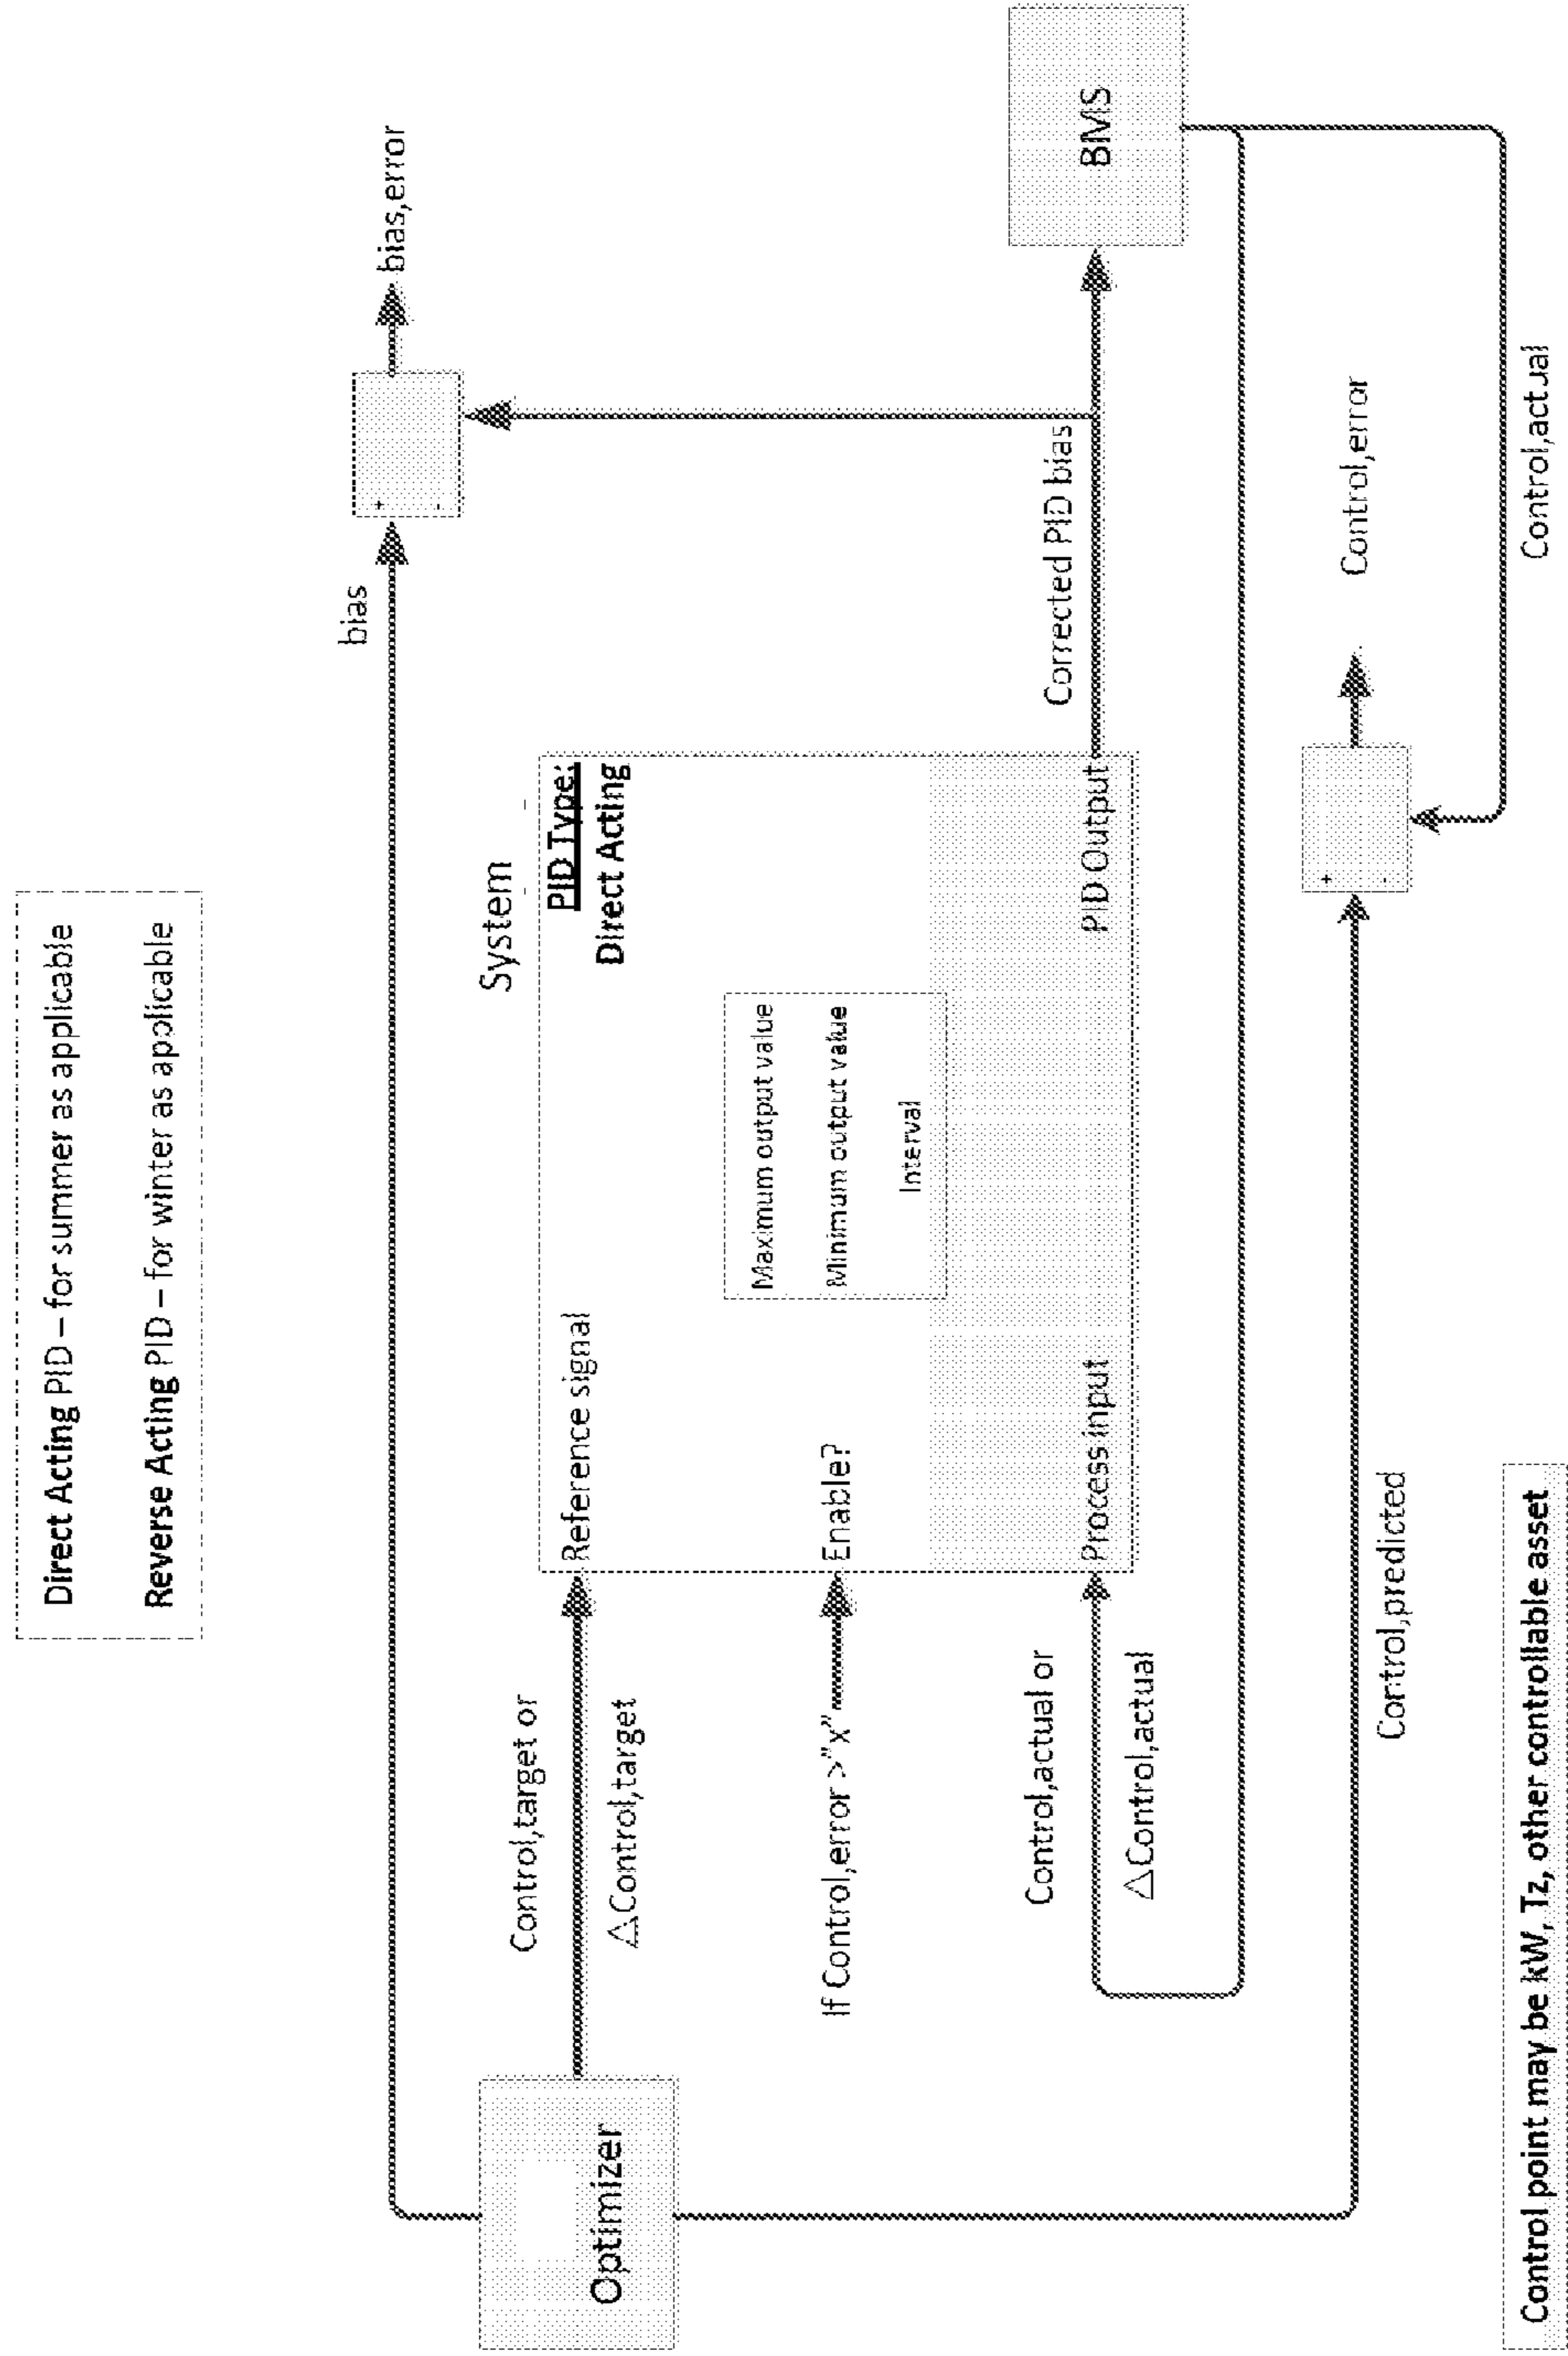 Direct Acting PID – for summer as applicable
Reverse Acting PID – for winter as applicable
bias
bias,error
System
Optimizer
Control,target or
△Control,target
Reference signal
PID Type:
Direct Acting
If Control,error >"x"
Enable?
Maximum output value
Minimum output value
Interval
Control,actual or
△Control,actual
Process input
PID Output
Corrected PID bias
BMS
+
-
Control,predicted
+
-
Control,error
Control,actual
Control point may be kW, Tz, other controllable asset